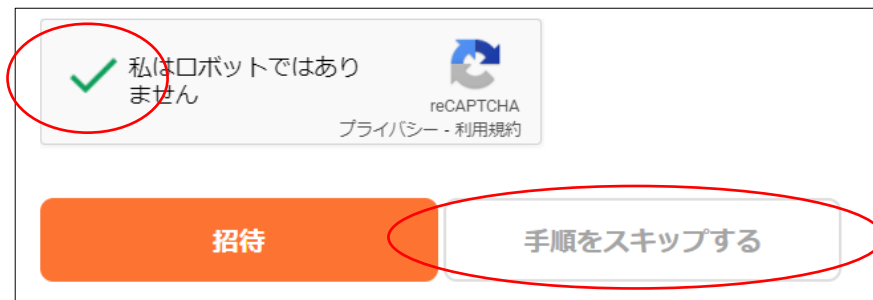 私はロボットではあり
ません
reCAPTCHA
プライバシー - 利用規約
招待
手順をスキップする